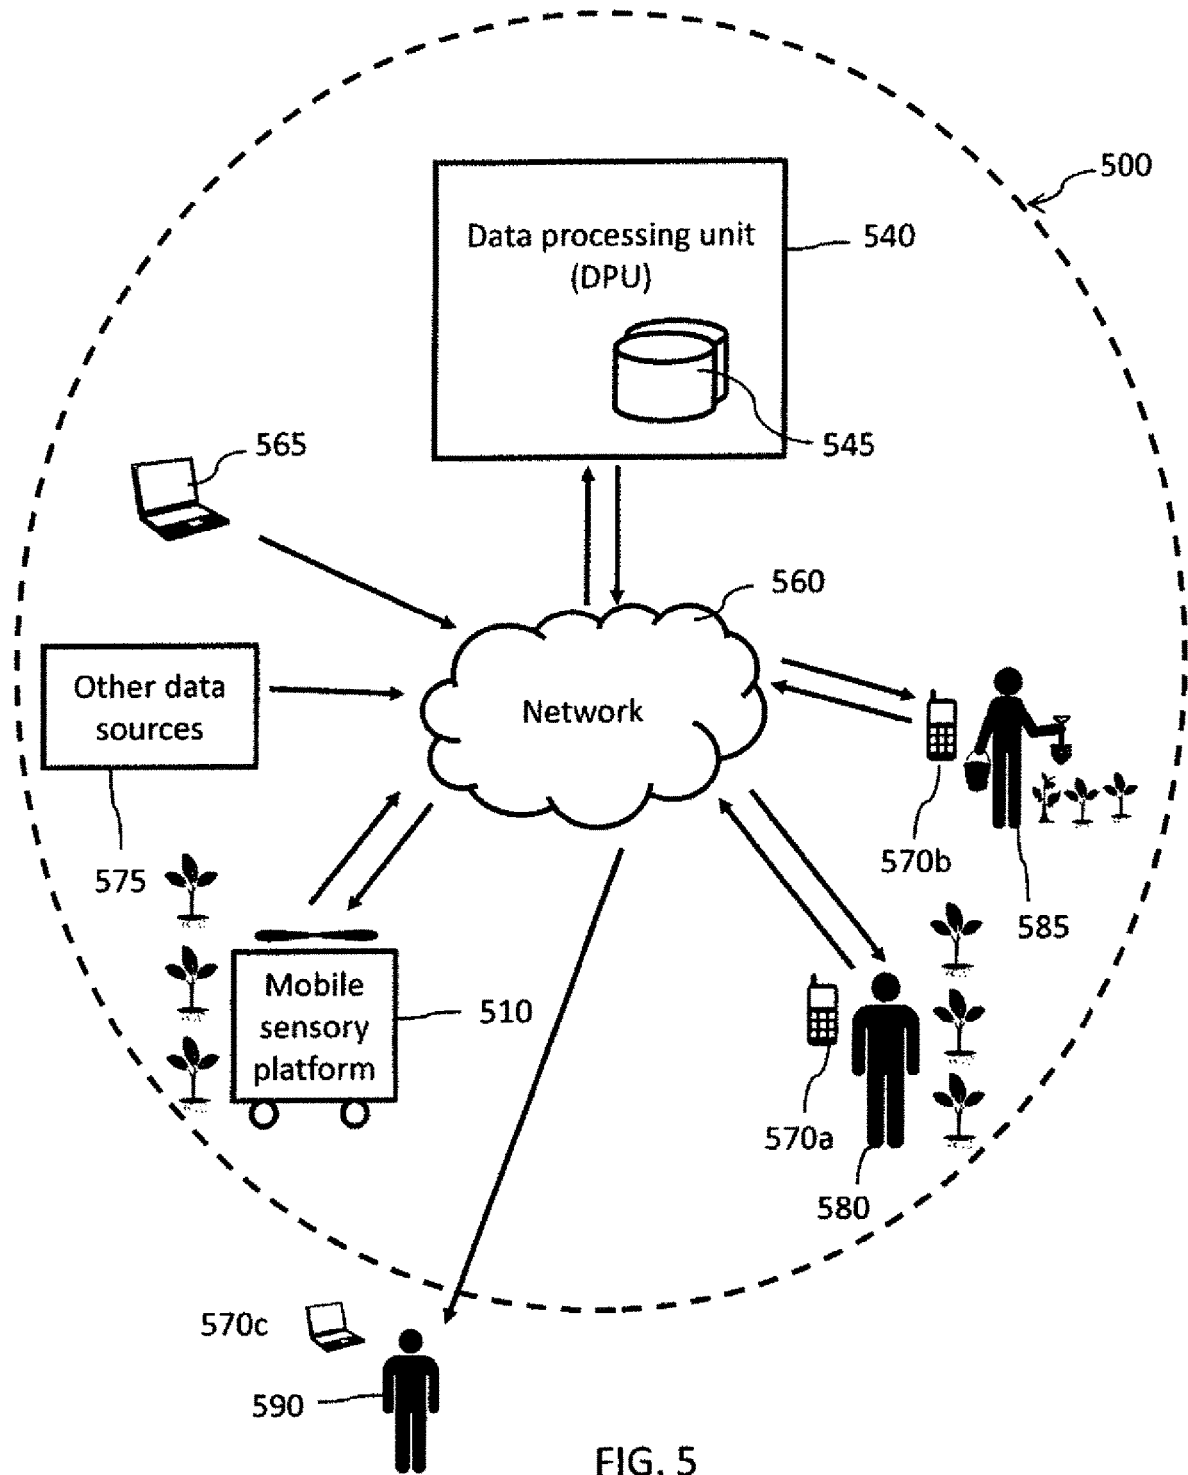 500
Data processing unit
(DPU)
540
545
565
560
Network
Other data
sources
575
570b
585
Mobile
sensory
platform
510
570a
580
570c
590
FIG. 5